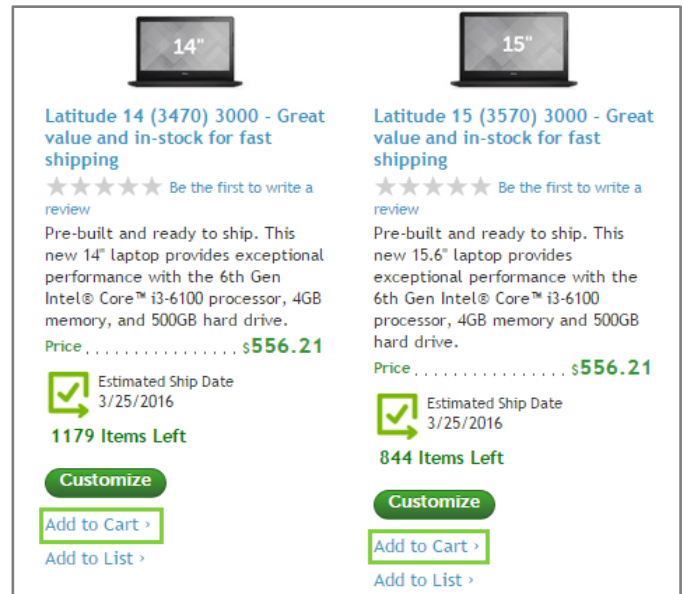 14"
Latitude 14 (3470) 3000 - Great
value and in-stock for fast
shipping
Be the first to write a
review
Pre-built and ready to ship. This
new 14" laptop provides exceptional
performance with the 6th Gen
Intel® Core™ i3-6100 processor, 4GB
memory, and 500GB hard drive.
Price . . . . . . . . . . . . . . . . $556.21
Estimated Ship Date
3/25/2016
1179 Items Left
Customize
Add to Cart ›
Add to List ›
15"
Latitude 15 (3570) 3000 - Great
value and in-stock for fast
shipping
Be the first to write a
review
Pre-built and ready to ship. This
new 15.6" laptop provides
exceptional performance with the
6th Gen Intel® Core™ i3-6100
processor, 4GB memory and 500GB
hard drive.
Price . . . . . . . . . . . . . . . . $556.21
Estimated Ship Date
3/25/2016
844 Items Left
Customize
Add to Cart ›
Add to List ›